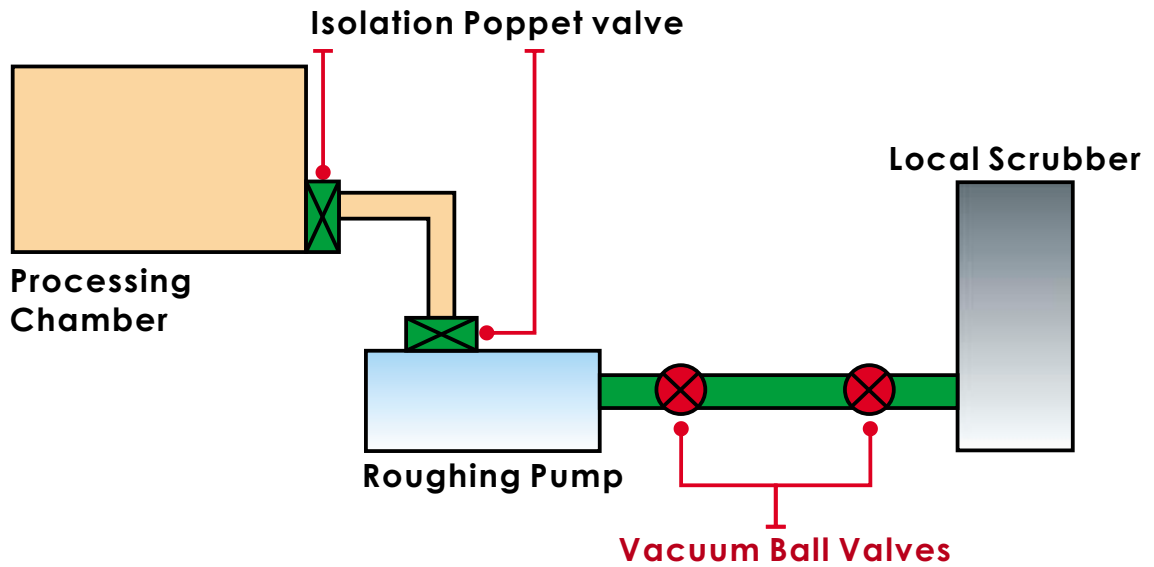 Isolation Poppet valve
Local Scrubber
Processing
Chamber
Roughing Pump
Vacuum Ball Valves